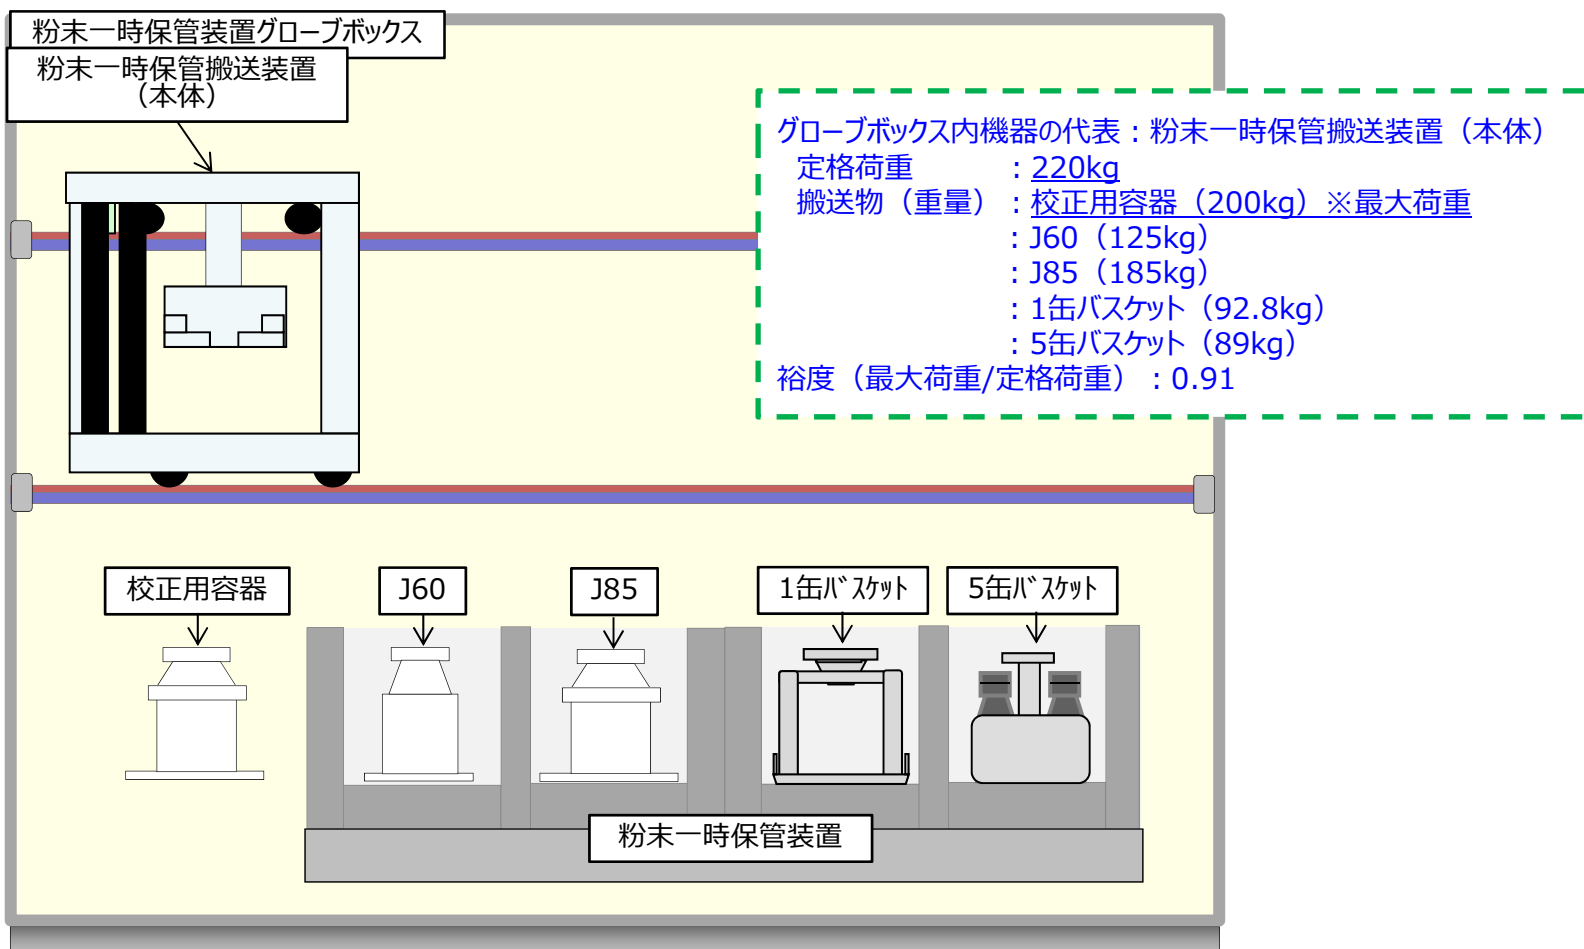 粉末一時保管装置グローブボックス
粉末一時保管搬送装置
（本体）
グローブボックス内機器の代表：粉末一時保管搬送装置（本体）
定格荷重　　　：220kg
搬送物（重量）：校正用容器（200kg）※最大荷重
：J60（125kg）
：J85（185kg）
：1缶バスケット（92.8kg）
：5缶バスケット（89kg）
裕度（最大荷重/定格荷重）：0.91
校正用容器
J60
J85
1缶バスケット
5缶バスケット
粉末一時保管装置